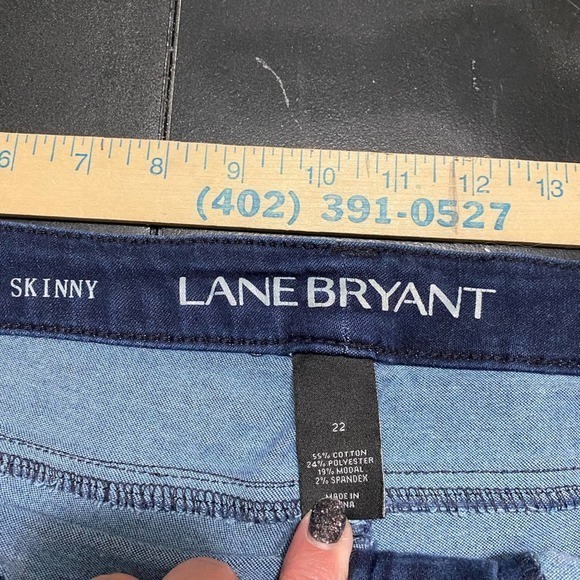 6 7 8 9 10 11 12 13
(402) 391-0527
SKINNY LANE BRYANT
22
55% COTTON
24% POLYESTER
19% MODAL
2% SPANDEX
MADE IN